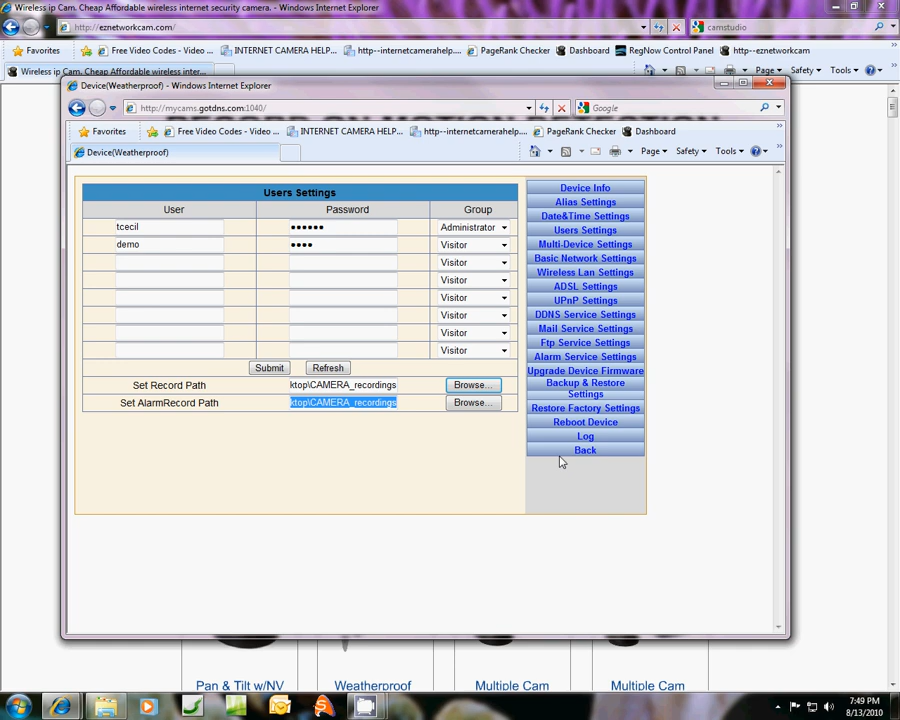 Wireless ip Cam. Cheap Affordable wireless internet security camera. - Windows Internet Explorer
http://eznetworkcam.com/
camstudio
Favorites
Free Video Codes - Video ...
INTERNET CAMERA HELP...
http--internetcamerahelp....
PageRank Checker
Dashboard
RegNow Control Panel
http--eznetworkcam
Wireless ip Cam. Cheap Affordable wireless inter...
Page
Safety
Tools
Device(Weatherproof) - Windows Internet Explorer
http://mycams.gotdns.com:1040/
Google
Favorites
Free Video Codes - Video ...
INTERNET CAMERA HELP...
http--internetcamerahelp....
PageRank Checker
Dashboard
Device(Weatherproof)
Page
Safety
Tools
Users Settings
User
Password
Group
tcecil
••••••
Administrator
demo
••••
Visitor
Visitor
Visitor
Visitor
Visitor
Visitor
Visitor
Submit
Refresh
Set Record Path
ktop\CAMERA_recordings
Browse...
Set AlarmRecord Path
ktop\CAMERA_recordings
Browse...
Device Info
Alias Settings
Date&Time Settings
Users Settings
Multi-Device Settings
Basic Network Settings
Wireless Lan Settings
ADSL Settings
UPnP Settings
DDNS Service Settings
Mail Service Settings
Ftp Service Settings
Alarm Service Settings
Upgrade Device Firmware
Backup & Restore
Settings
Restore Factory Settings
Reboot Device
Log
Back
Pan & Tilt w/NV
Weatherproof
Multiple Cam
Multiple Cam
7:49 PM
8/13/2010